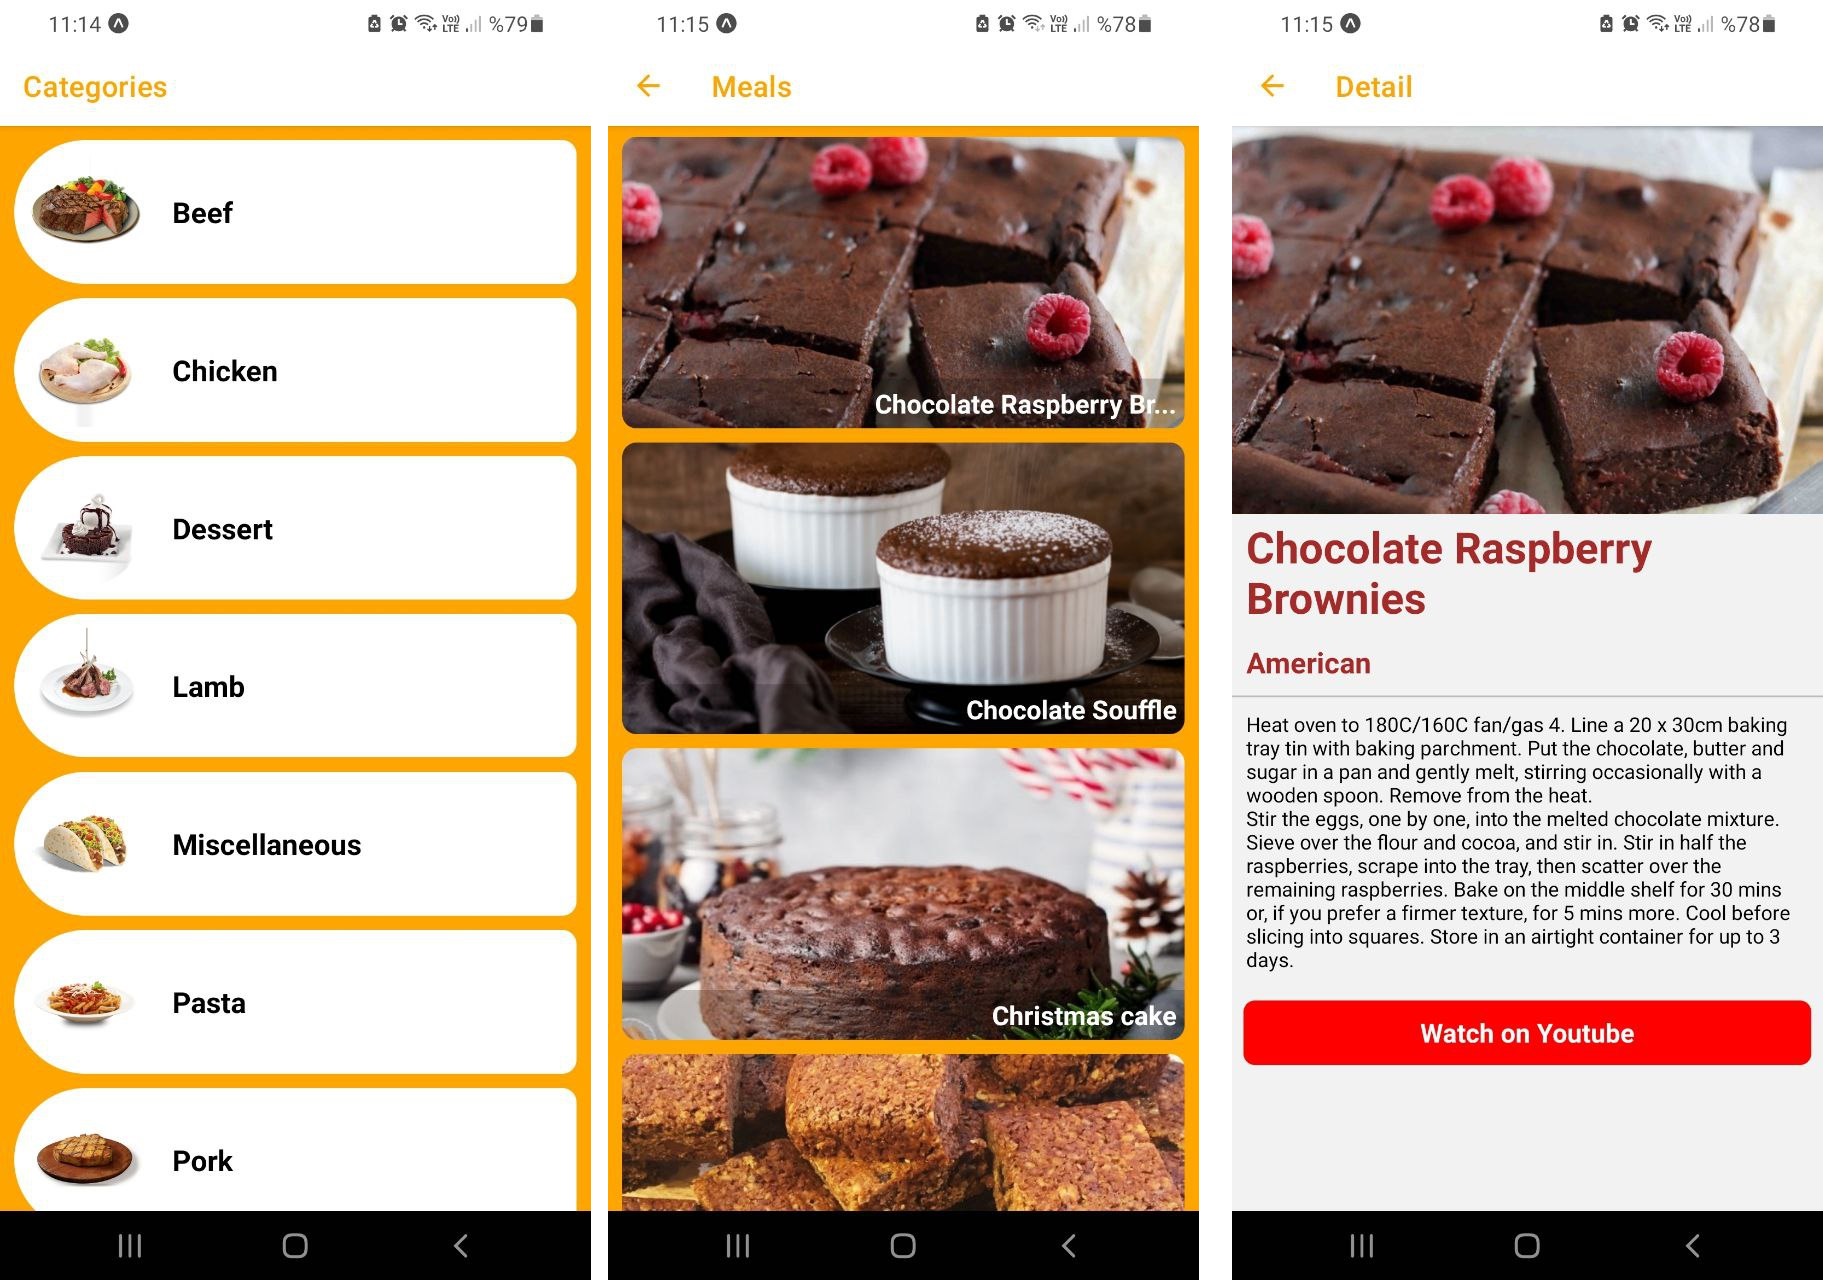 11:14
Vo))
LTE
%79
Categories
Beef
Chicken
Dessert
Lamb
Miscellaneous
Pasta
Pork
11:15
Vo))
LTE
%78
Meals
Chocolate Raspberry Br...
Chocolate Souffle
Christmas cake
11:15
Vo))
LTE
%78
Detail
Chocolate Raspberry
Brownies
American
Heat oven to 180C/160C fan/gas 4. Line a 20 x 30cm baking
tray tin with baking parchment. Put the chocolate, butter and
sugar in a pan and gently melt, stirring occasionally with a
wooden spoon. Remove from the heat.
Stir the eggs, one by one, into the melted chocolate mixture.
Sieve over the flour and cocoa, and stir in. Stir in half the
raspberries, scrape into the tray, then scatter over the
remaining raspberries. Bake on the middle shelf for 30 mins
or, if you prefer a firmer texture, for 5 mins more. Cool before
slicing into squares. Store in an airtight container for up to 3
days.
Watch on Youtube